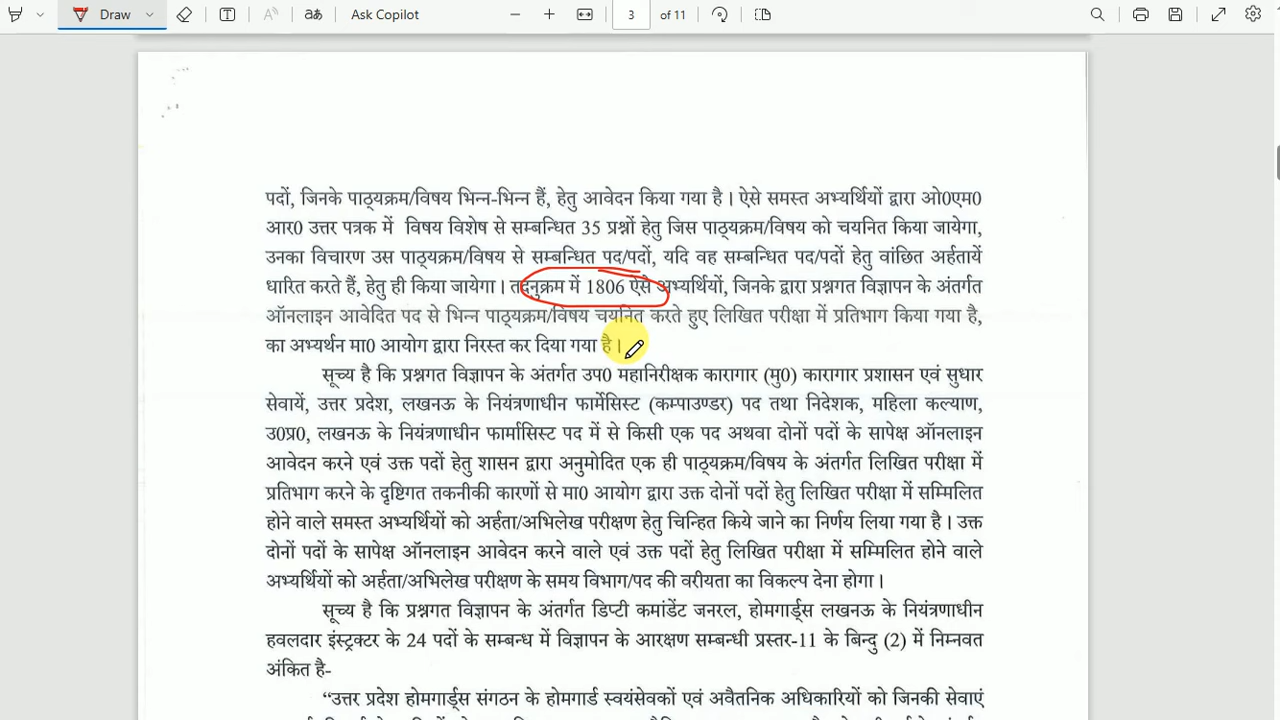 Draw
aあ
Ask Copilot
3
of 11
पदों, जिनके पाठ्यक्रम/विषय भिन्न-भिन्न हैं, हेतु आवेदन किया गया है। ऐसे समस्त अभ्यर्थियों द्वारा ओ0एम0
आर0 उत्तर पत्रक में विषय विशेष से सम्बन्धित 35 प्रश्नों हेतु जिस पाठ्यक्रम/विषय को चयनित किया जायेगा,
उनका विचारण उस पाठ्यक्रम/विषय से सम्बन्धित पद/पदों, यदि वह सम्बन्धित पद/पदों हेतु वांछित अर्हतायें
धारित करते हैं, हेतु ही किया जायेगा। तद्नुक्रम में 1806 ऐसे अभ्यर्थियों, जिनके द्वारा प्रश्नगत विज्ञापन के अंतर्गत
ऑनलाइन आवेदित पद से भिन्न पाठ्यक्रम/विषय चयनित करते हुए लिखित परीक्षा में प्रतिभाग किया गया है,
का अभ्यर्थन मा0 आयोग द्वारा निरस्त कर दिया गया है।
सूच्य है कि प्रश्नगत विज्ञापन के अंतर्गत उप0 महानिरीक्षक कारागार (मु0) कारागार प्रशासन एवं सुधार
सेवायें, उत्तर प्रदेश, लखनऊ के नियंत्रणाधीन फार्मेसिस्ट (कम्पाउण्डर) पद तथा निदेशक, महिला कल्याण,
उ0प्र0, लखनऊ के नियंत्रणाधीन फार्मासिस्ट पद में से किसी एक पद अथवा दोनों पदों के सापेक्ष ऑनलाइन
आवेदन करने एवं उक्त पदों हेतु शासन द्वारा अनुमोदित एक ही पाठ्यक्रम/विषय के अंतर्गत लिखित परीक्षा में
प्रतिभाग करने के दृष्टिगत तकनीकी कारणों से मा0 आयोग द्वारा उक्त दोनों पदों हेतु लिखित परीक्षा में सम्मिलित
होने वाले समस्त अभ्यर्थियों को अर्हता/अभिलेख परीक्षण हेतु चिन्हित किये जाने का निर्णय लिया गया है। उक्त
दोनों पदों के सापेक्ष ऑनलाइन आवेदन करने वाले एवं उक्त पदों हेतु लिखित परीक्षा में सम्मिलित होने वाले
अभ्यर्थियों को अर्हता/अभिलेख परीक्षण के समय विभाग/पद की वरीयता का विकल्प देना होगा।
सूच्य है कि प्रश्नगत विज्ञापन के अंतर्गत डिप्टी कमांडेंट जनरल, होमगार्ड्स लखनऊ के नियंत्रणाधीन
हवलदार इंस्ट्रक्टर के 24 पदों के सम्बन्ध में विज्ञापन के आरक्षण सम्बन्धी प्रस्तर-11 के बिन्दु (2) में निम्नवत
अंकित है-
“उत्तर प्रदेश होमगार्ड्स संगठन के होमगार्ड स्वयंसेवकों एवं अवैतनिक अधिकारियों को जिनकी सेवाएं